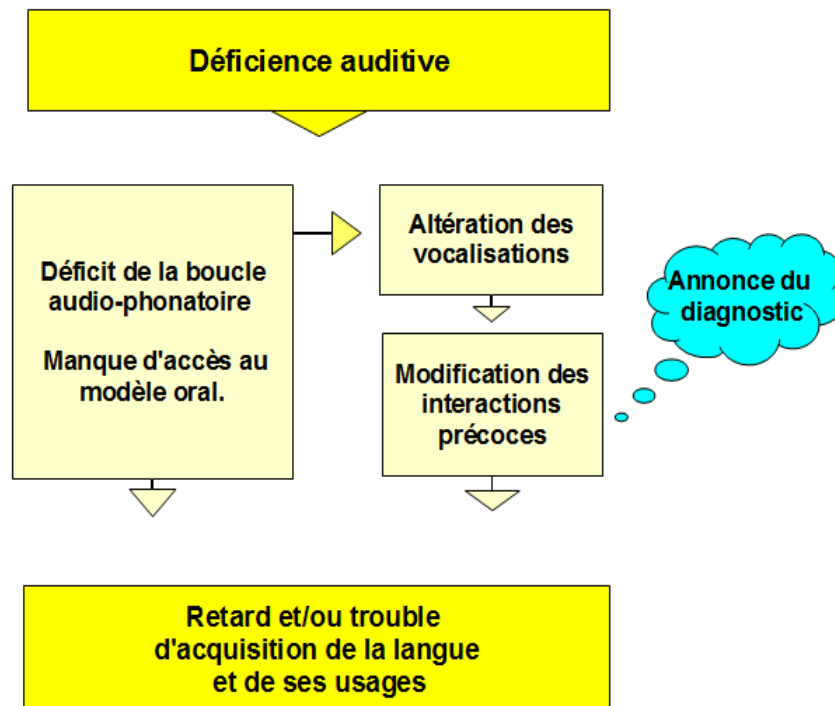 Déficience auditive
Déficit de la boucle
audio-phonatoire
Manque d'accès au
modèle oral.
Altération des
vocalisations
Modification des
interactions
précoces
Annonce du
diagnostic
Retard et/ou trouble
d'acquisition de la langue
et de ses usages